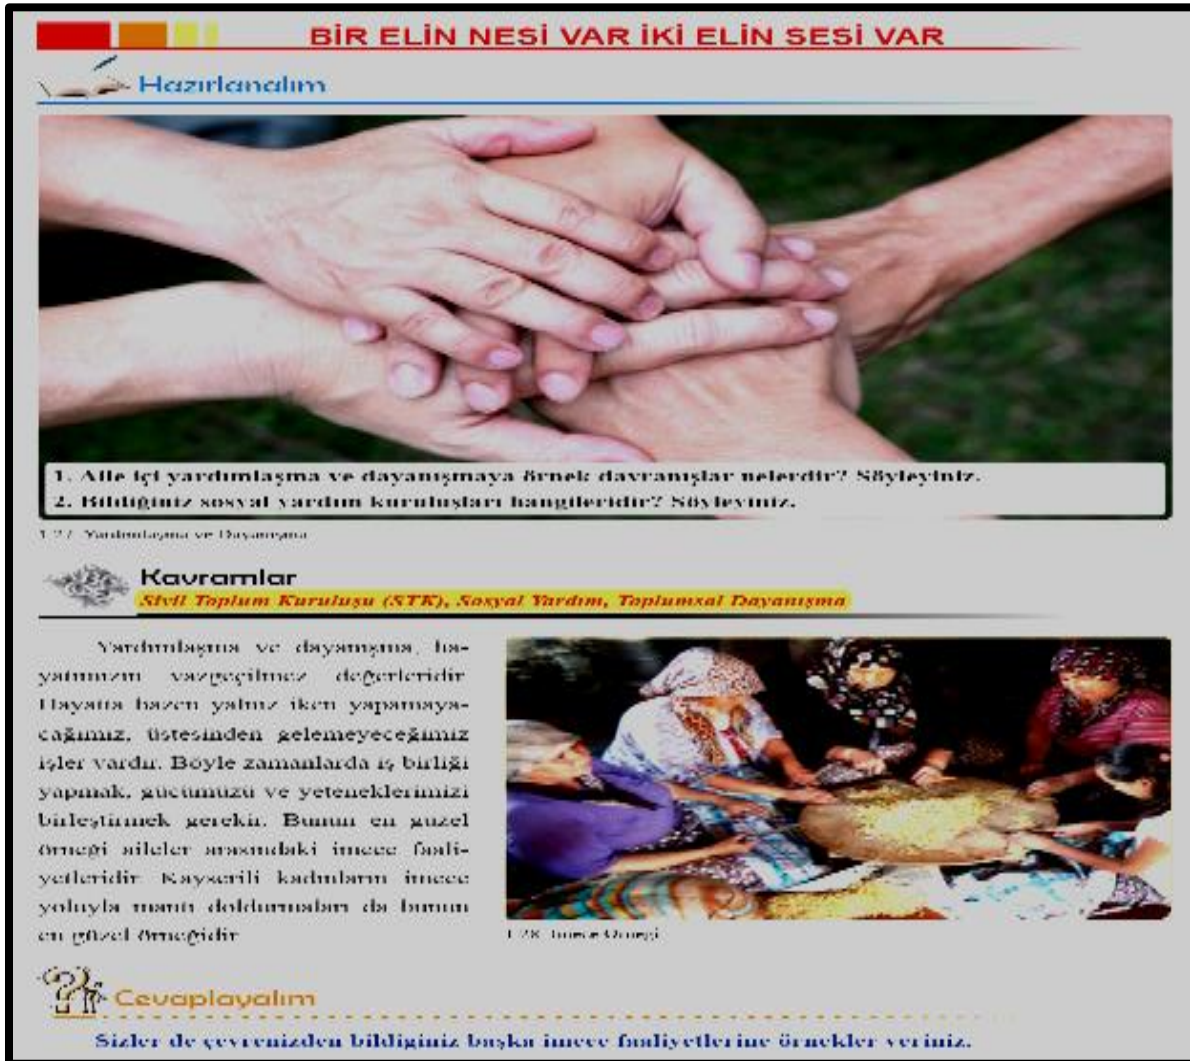 BİR ELİN NESİ VAR İKİ ELİN SESİ VAR
Hazırlanalım
1. Aile içi yardımlaşma ve dayanışmaya örnek davranışlar nelerdir? Söyleyiniz.
2. Bildiğiniz sosyal yardım kuruluşları hangileridir? Söyleyiniz.
1.27. Yardımlaşma ve Dayanışma
Kavramlar
Sivil Toplum Kuruluşu (STK), Sosyal Yardım, Toplumsal Dayanışma
Yardımlaşma ve dayanışma, ha-
yatımızın vazgeçilmez değerleridir.
Hayatta bazen yalnız iken yapamaya-
cağımız, üstesinden gelemeyeceğimiz
işler vardır. Böyle zamanlarda iş birliği
yapmak, gücümüzü ve yeteneklerimizi
birleştirmek gerekir. Bunun en güzel
örneği aileler arasındaki imece faali-
yetleridir. Kayserili kadınların imece
yoluyla mantı doldurmaları da bunun
en güzel örneğidir.
1.28. İmece Örneği
Cevaplayalım
Sizler de çevrenizden bildiğiniz başka imece faaliyetlerine örnekler veriniz.